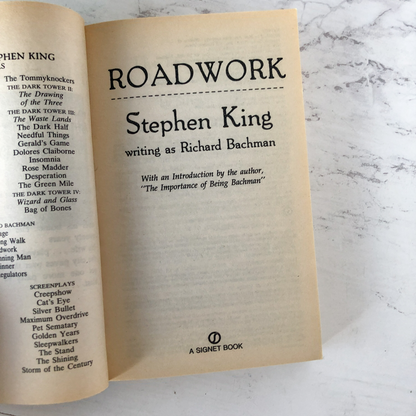 PHEN KING
The Tommyknockers
THE DARK TOWER II:
The Drawing
of the Three
THE DARK TOWER III:
The Waste Lands
The Dark Half
Needful Things
Gerald's Game
Dolores Claiborne
Insomnia
Rose Madder
Desperation
The Green Mile
THE DARK TOWER IV:
Wizard and Glass
Bag of Bones
BACHMAN
ng Walk
dwork
nning Man
inner
egulators
SCREENPLAYS
Creepshow
Cat's Eye
Silver Bullet
Maximum Overdrive
Pet Sematary
Golden Years
Sleepwalkers
The Stand
The Shining
Storm of the Century
ROADWORK
Stephen King
writing as Richard Bachman
With an Introduction by the author,
"The Importance of Being Bachman"
A SIGNET BOOK